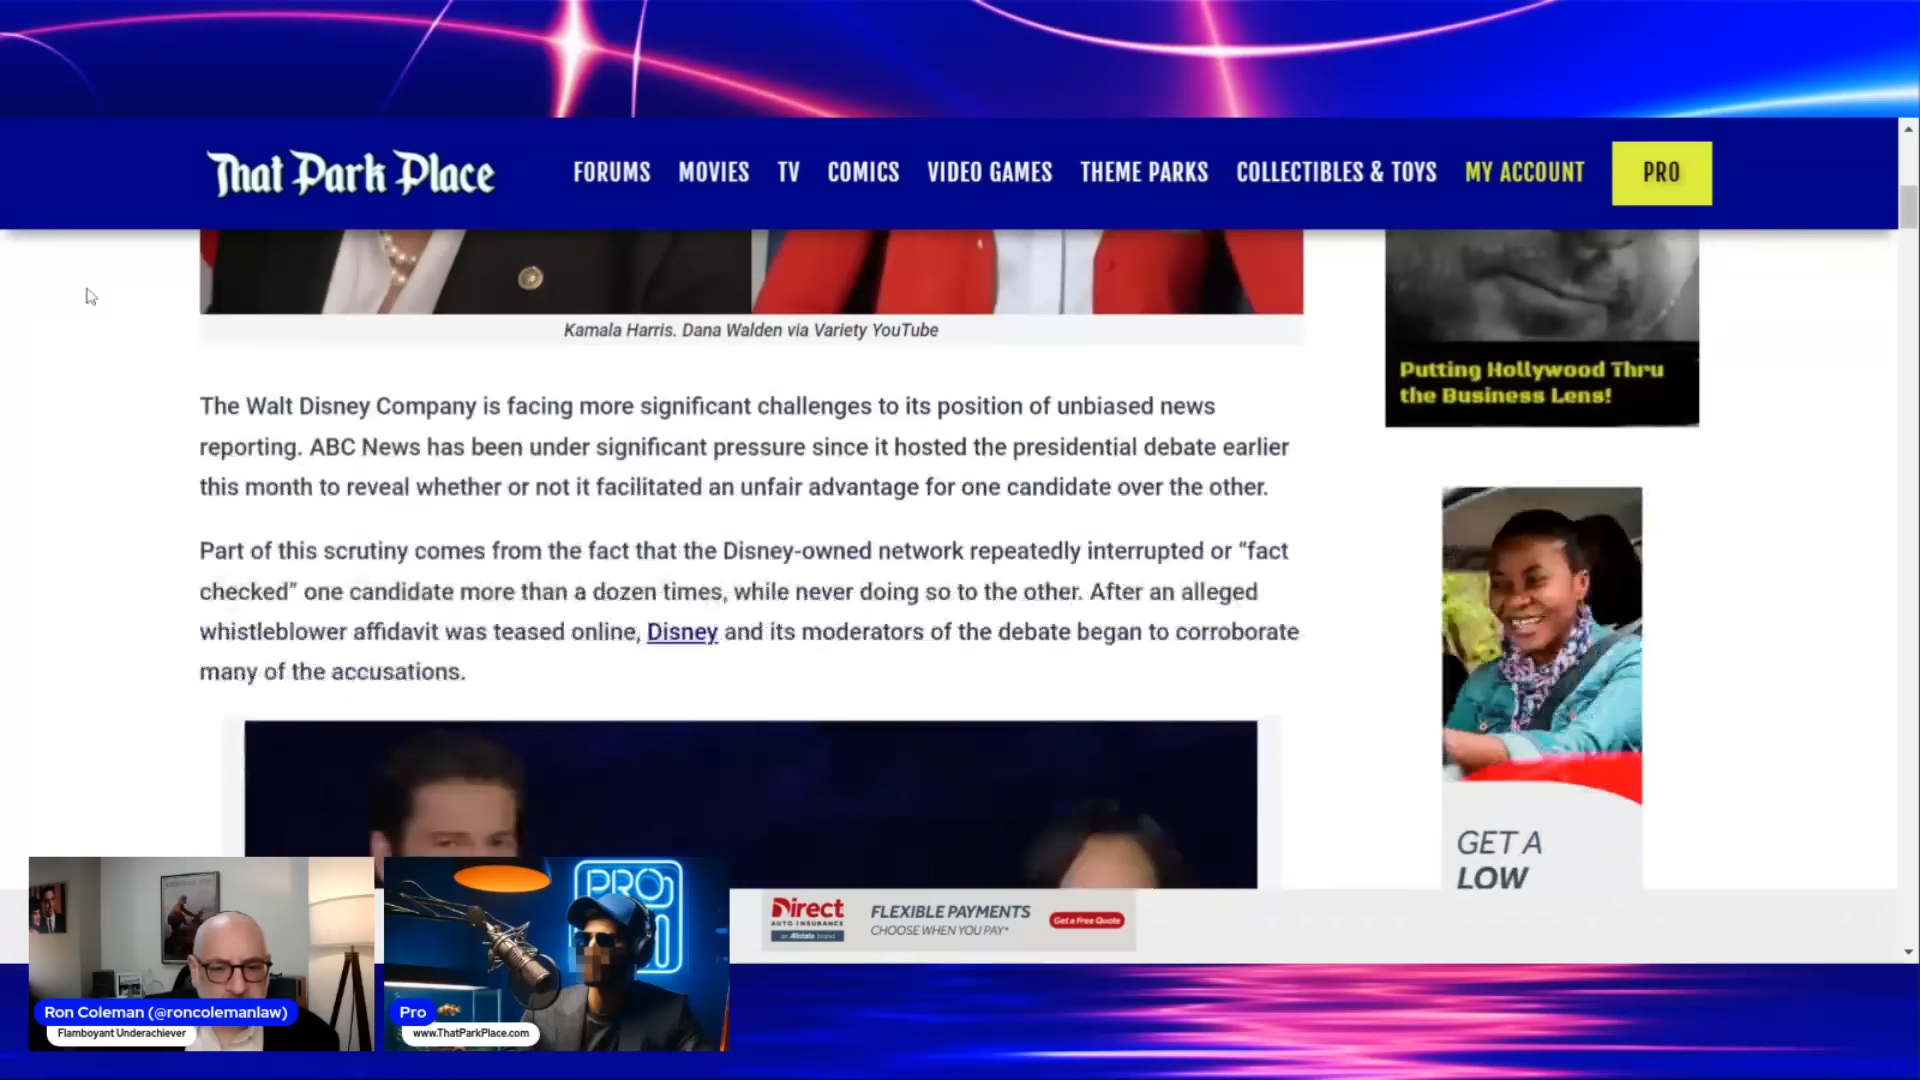 That Park Place
FORUMS MOVIES TV COMICS VIDEO GAMES THEME PARKS COLLECTIBLES & TOYS MY ACCOUNT PRO
Kamala Harris. Dana Walden via Variety YouTube
The Walt Disney Company is facing more significant challenges to its position of unbiased news
reporting. ABC News has been under significant pressure since it hosted the presidential debate earlier
this month to reveal whether or not it facilitated an unfair advantage for one candidate over the other.
Part of this scrutiny comes from the fact that the Disney-owned network repeatedly interrupted or “fact
checked” one candidate more than a dozen times, while never doing so to the other. After an alleged
whistleblower affidavit was teased online, Disney and its moderators of the debate began to corroborate
many of the accusations.
Putting Hollywood Thru
the Business Lens!
GET A
LOW
Direct
AUTO INSURANCE
an Allstate brand
FLEXIBLE PAYMENTS
CHOOSE WHEN YOU PAY*
Get a Free Quote
Ron Coleman (@roncolemanlaw)
Flamboyant Underachiever
PRO
Pro
www.ThatParkPlace.com